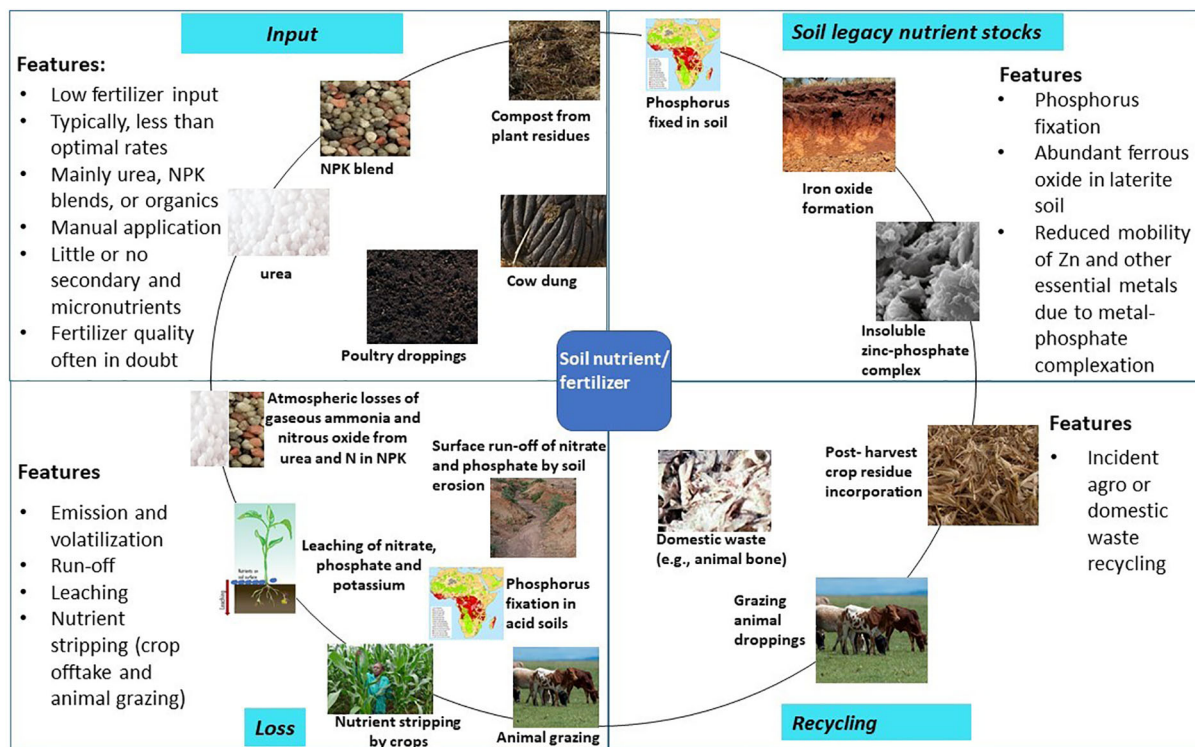 Input
Features:
• Low fertilizer input
• Typically, less than
optimal rates
• Mainly urea, NPK
blends, or organics
• Manual application
• Little or no
secondary and
micronutrients
• Fertilizer quality
often in doubt
Compost from
plant residues
NPK blend
urea
Cow dung
Poultry droppings
Soil legacy nutrient stocks
Phosphorus
fixed in soil
Iron oxide
formation
Insoluble
zinc-phosphate
complex
Features
• Phosphorus
fixation
• Abundant ferrous
oxide in laterite
soil
• Reduced mobility
of Zn and other
essential metals
due to metal-
phosphate
complexation
Soil nutrient/
fertilizer
Features
• Emission and
volatilization
• Run-off
• Leaching
• Nutrient
stripping (crop
offtake and
animal grazing)
Atmospheric losses of
gaseous ammonia and
nitrous oxide from
urea and N in NPK
Surface run-off of nitrate
and phosphate by soil
erosion
Leaching
Leaching of nitrate,
phosphate and
potassium
Phosphorus
fixation in
acid soils
Nutrient stripping
by crops
Animal grazing
Loss
Post- harvest
crop residue
incorporation
Domestic waste
(e.g., animal bone)
Grazing
animal
droppings
Features
• Incident
agro or
domestic
waste
recycling
Recycling